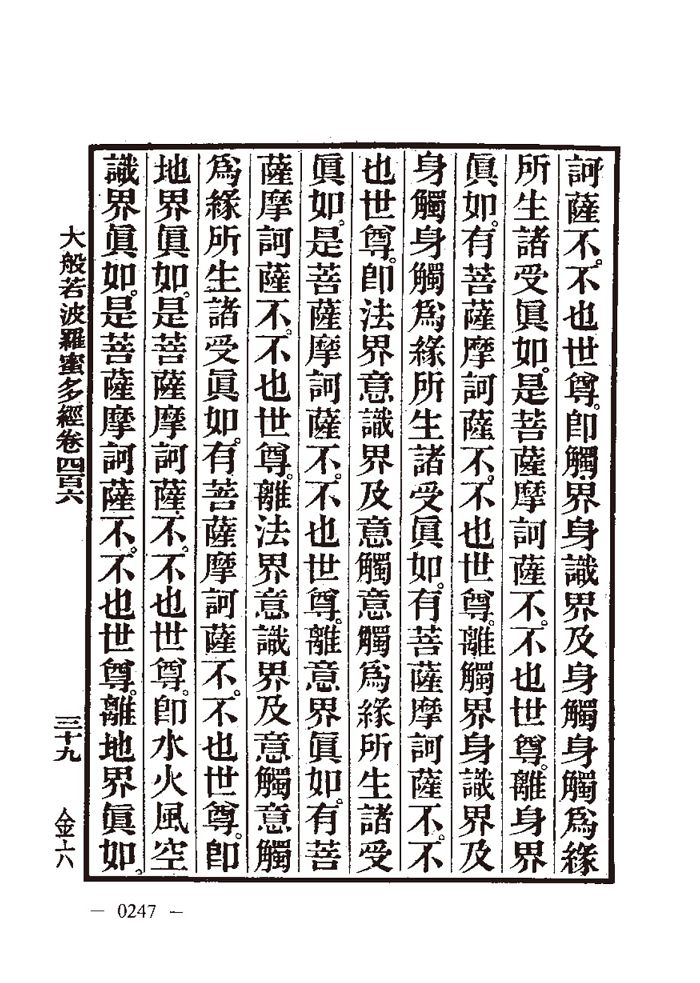 訶薩不。不也世尊。卽觸界身識界及身觸身觸爲緣
所生諸受眞如。是菩薩摩訶薩不。不也世尊。離身界
眞如。有菩薩摩訶薩不。不也世尊。離觸界身識界及
身觸身觸爲緣所生諸受眞如。有菩薩摩訶薩不。不
也世尊。卽法界意識界及意觸意觸爲緣所生諸受
眞如。是菩薩摩訶薩不。不也世尊。離意界眞如。有菩
薩摩訶薩不。不也世尊。離法界意識界及意觸意觸
爲緣所生諸受眞如。有菩薩摩訶薩不。不也世尊。卽
地界眞如。是菩薩摩訶薩不。不也世尊。卽水火風空
識界眞如。是菩薩摩訶薩不。不也世尊。離地界眞如。
大般若波羅蜜多經卷四百六
三十九
金六
— 0247 —